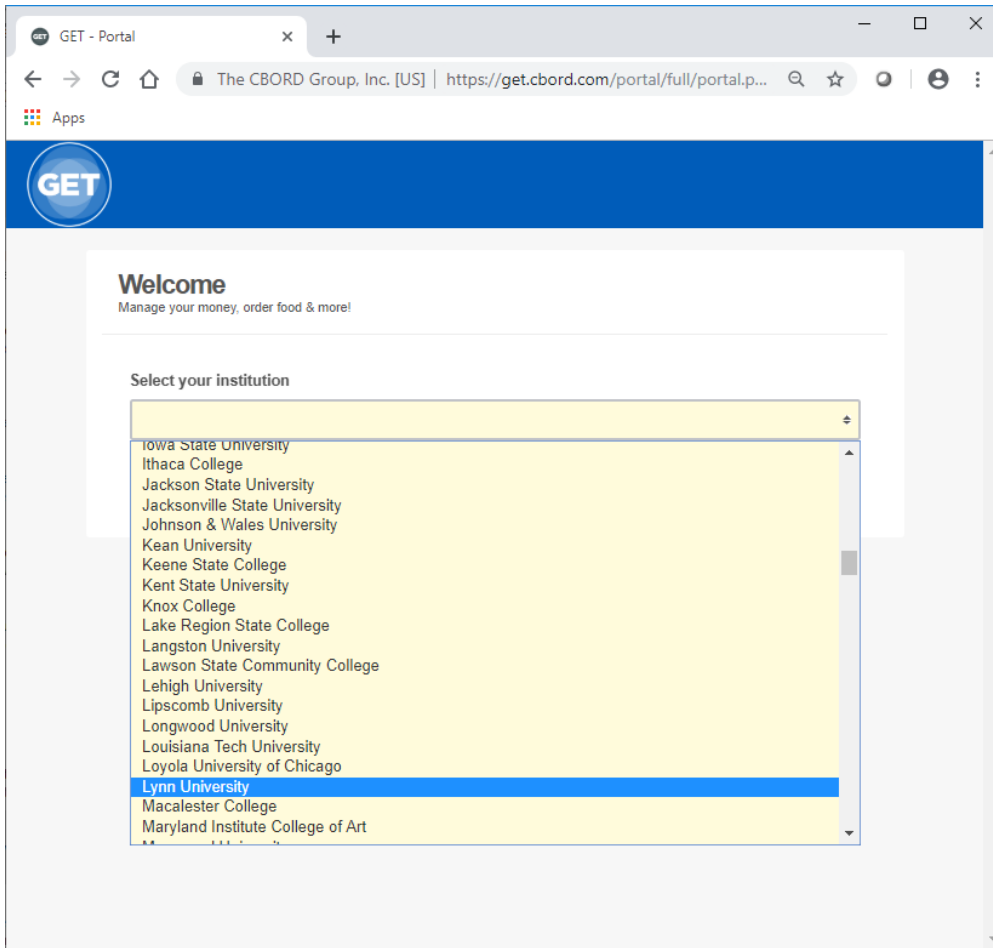 GET GET - Portal
The CBORD Group, Inc. [US] https://get.cbord.com/portal/full/portal.p...
Apps
GET
Welcome
Manage your money, order food & more!
Select your institution
Iowa State University
Ithaca College
Jackson State University
Jacksonville State University
Johnson & Wales University
Kean University
Keene State College
Kent State University
Knox College
Lake Region State College
Langston University
Lawson State Community College
Lehigh University
Lipscomb University
Longwood University
Louisiana Tech University
Loyola University of Chicago
Lynn University
Macalester College
Maryland Institute College of Art